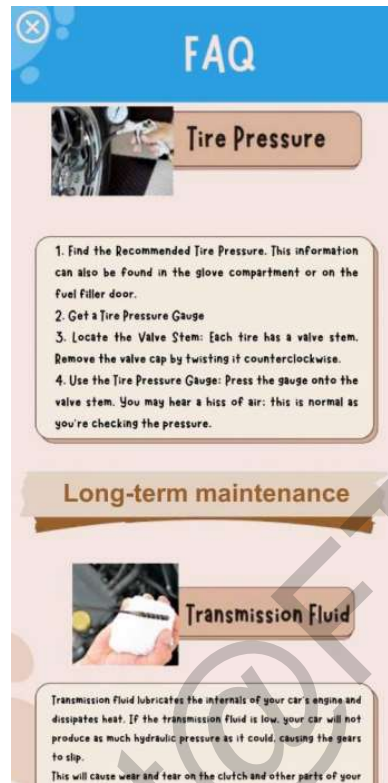 FAQ
Tire Pressure
1. Find the Recommended Tire Pressure. This information
can also be found in the glove compartment or on the
fuel filler door.
2. Get a Tire Pressure Gauge
3. Locate the Valve Stem: Each tire has a valve stem.
Remove the valve cap by twisting it counterclockwise.
4. Use the Tire Pressure Gauge: Press the gauge onto the
valve stem. You may hear a hiss of air; this is normal as
you're checking the pressure.
Long-term maintenance
Transmission Fluid
Transmission fluid lubricates the internals of your car's engine and
dissipates heat. If the transmission fluid is low, your car will not
produce as much hydraulic pressure as it could, causing the gears
to slip.
This will cause wear and tear on the clutch and other parts of your